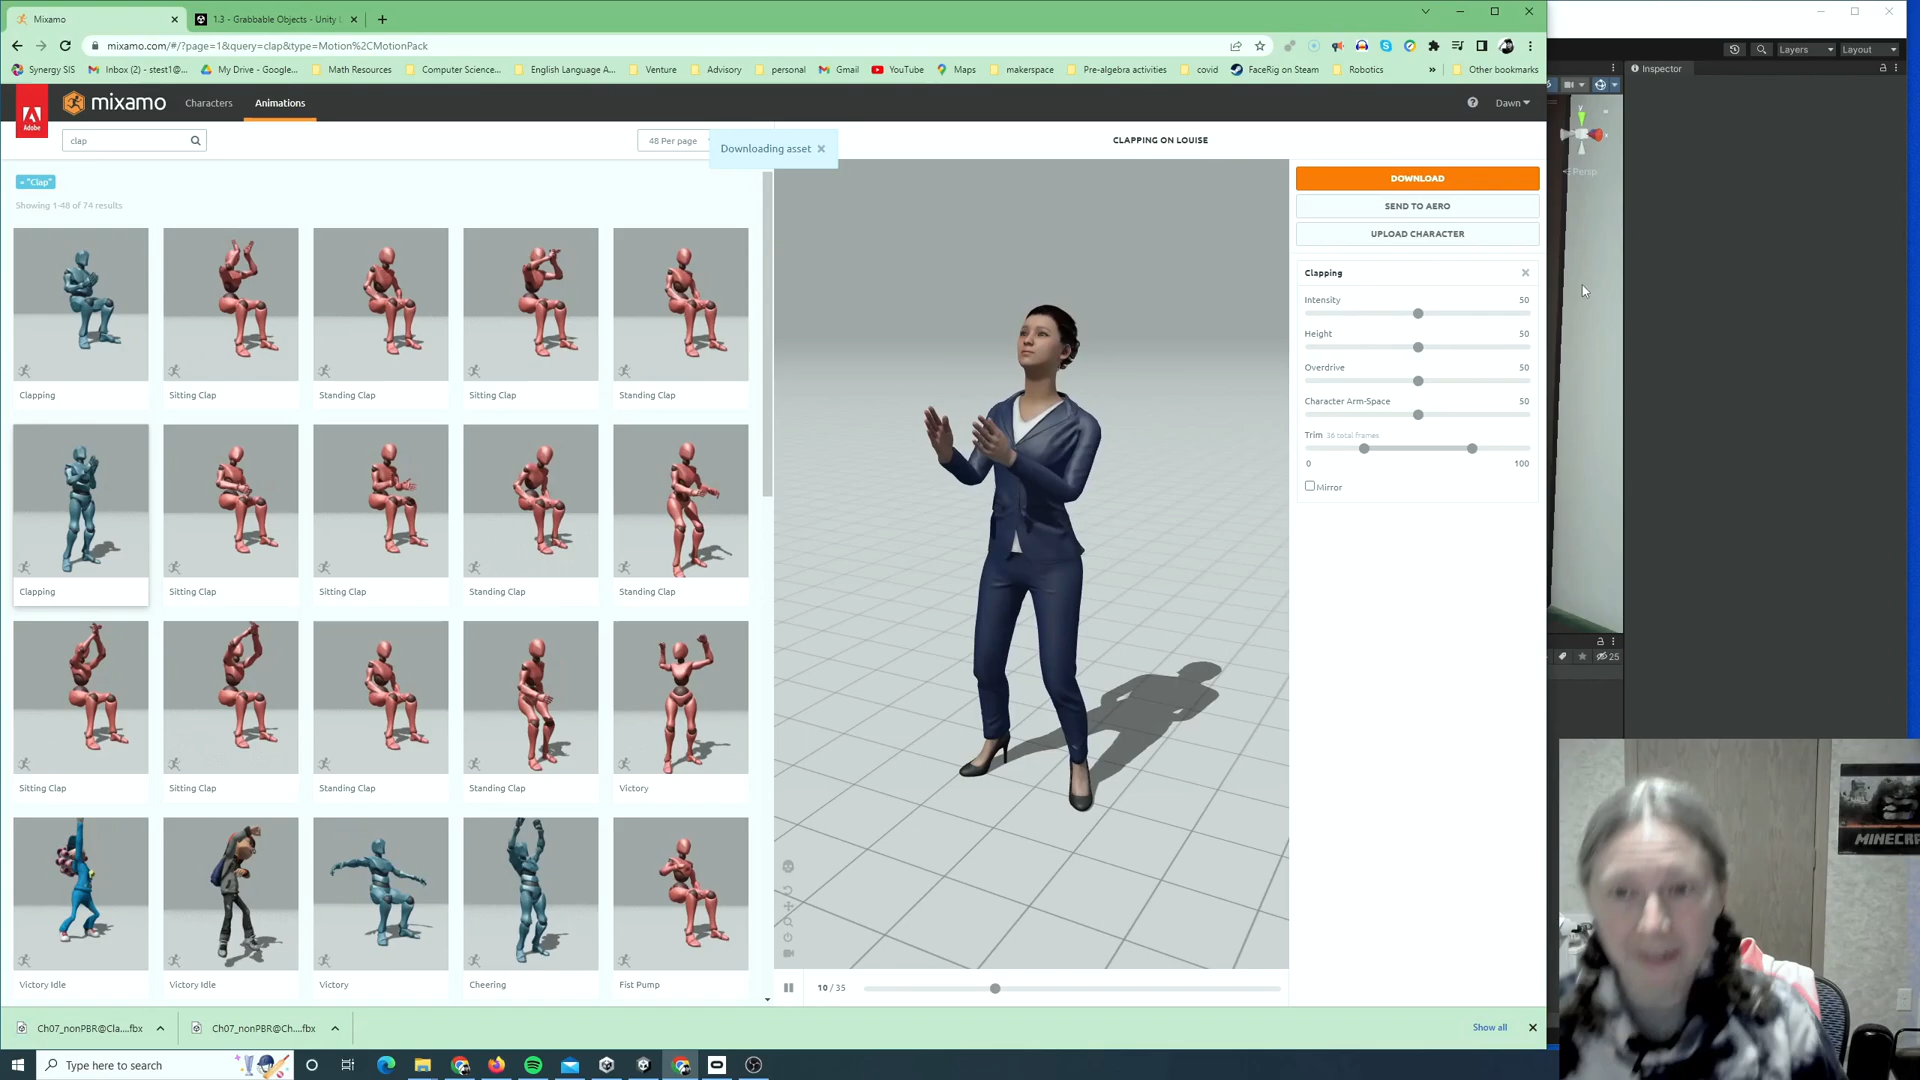 Mixamo
1.3 - Grabbable Objects - Unity L
mixamo.com/#/?page=1&query=clap&type=Motion%2CMotionPack
Synergy SIS
Inbox (2) - stest1@...
My Drive - Google...
Math Resources
Computer Science...
English Language A...
Venture
Advisory
personal
Gmail
YouTube
Maps
makerspace
Pre-algebra activities
covid
FaceRig on Steam
Robotics
Other bookmarks
Layers
Layout
Inspector
Adobe
mixamo
Characters
Animations
Dawn
clap
48 Per page
Downloading asset
CLAPPING ON LOUISE
= "Clap"
Showing 1-48 of 74 results
DOWNLOAD
SEND TO AERO
UPLOAD CHARACTER
Persp
Clapping
Intensity 50
Height 50
Overdrive 50
Character Arm-Space 50
Trim 36 total frames
0 100
Mirror
Clapping
Sitting Clap
Standing Clap
Sitting Clap
Standing Clap
Clapping
Sitting Clap
Sitting Clap
Standing Clap
Standing Clap
Sitting Clap
Sitting Clap
Standing Clap
Standing Clap
Victory
Victory Idle
Victory Idle
Victory
Cheering
Fist Pump
25
10 / 35
MINECR
Ch07_nonPBR@Cla....fbx
Ch07_nonPBR@Ch....fbx
Show all
Type here to search